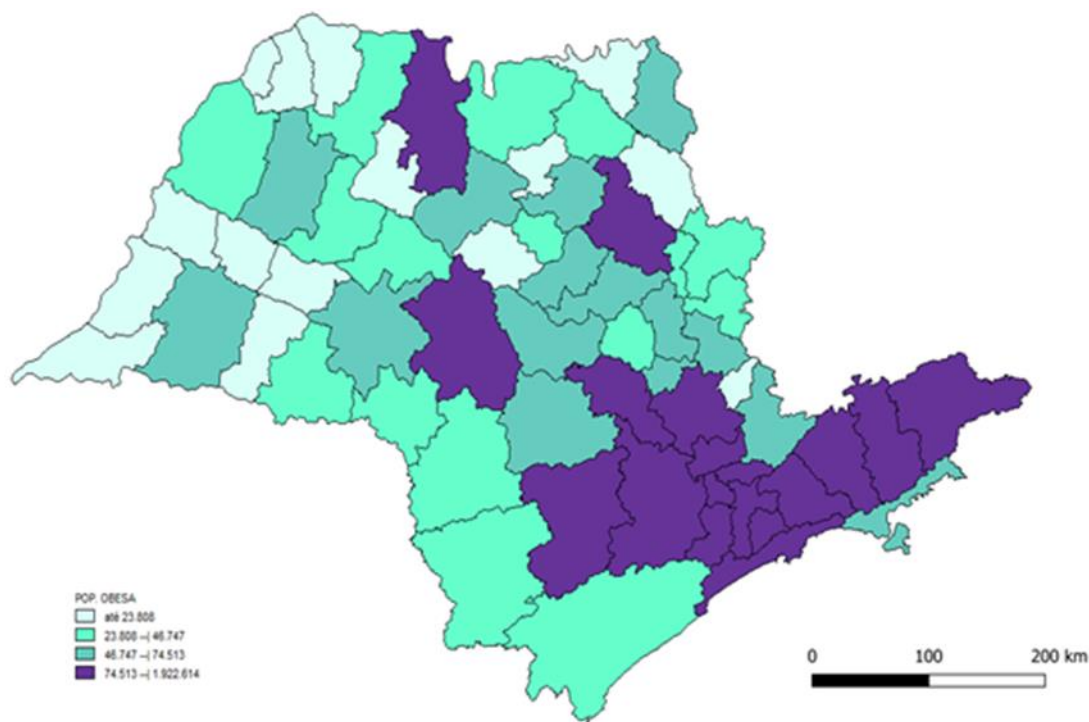 POP. OBESA
até 23.808
23.808 --| 46.747
46.747 --| 74.513
74.513 --| 1.922.614
0 100 200 km